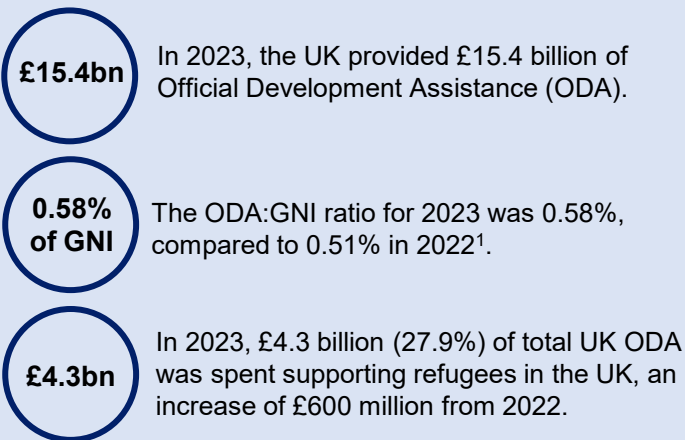 £15.4bn
In 2023, the UK provided £15.4 billion of
Official Development Assistance (ODA).
0.58%
of GNI
The ODA:GNI ratio for 2023 was 0.58%,
compared to 0.51% in 2022¹.
£4.3bn
In 2023, £4.3 billion (27.9%) of total UK ODA
was spent supporting refugees in the UK, an
increase of £600 million from 2022.